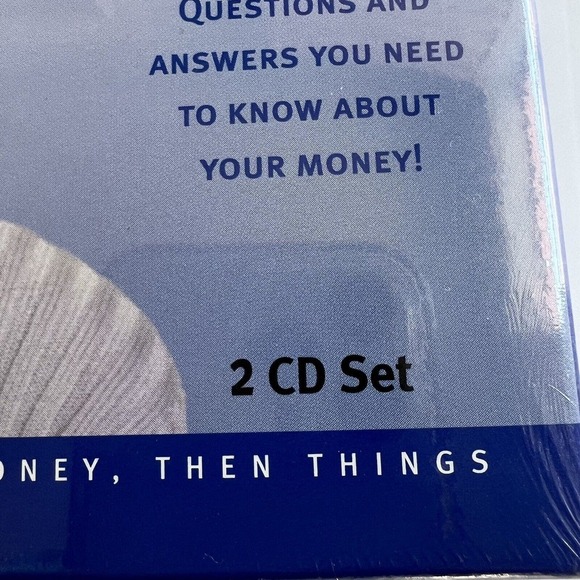 QUESTIONS AND
ANSWERS YOU NEED
TO KNOW ABOUT
YOUR MONEY!
2 CD Set
ONEY, THEN THINGS